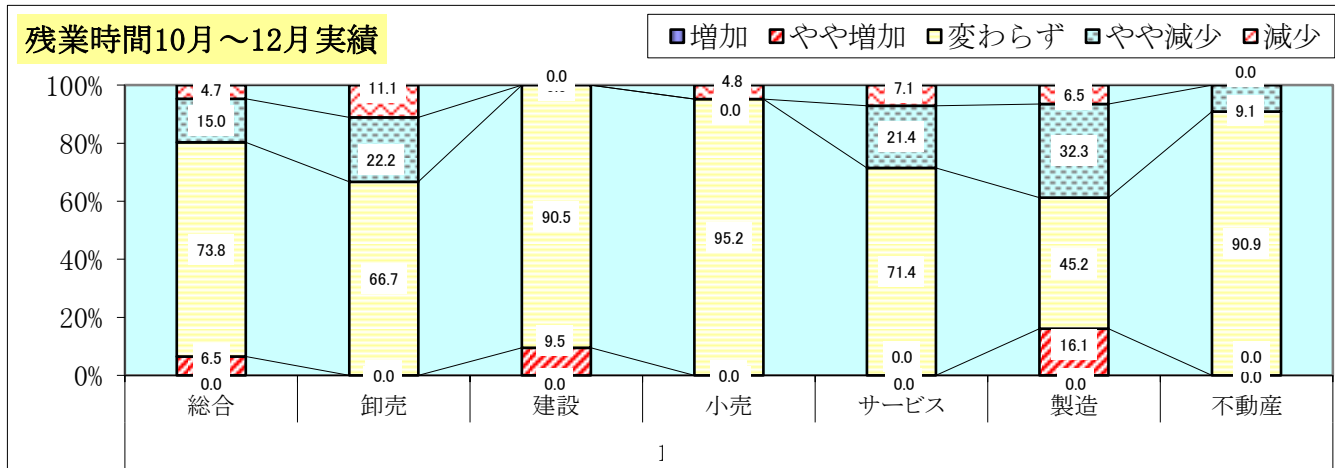 残業時間10月～12月実績
増加 やや増加 変わらず やや減少 減少
100% 4.7 11.1 0.0 4.8 7.1 6.5 0.0
15.0 0.0 9.1
80% 22.2 21.4 32.3
60% 73.8 66.7 90.5 95.2 71.4 45.2 90.9
40%
20% 6.5 9.5 0.0 16.1 0.0
0% 0.0 0.0 0.0 0.0 0.0 0.0 0.0
総合 卸売 建設 小売 サービス 製造 不動産
1